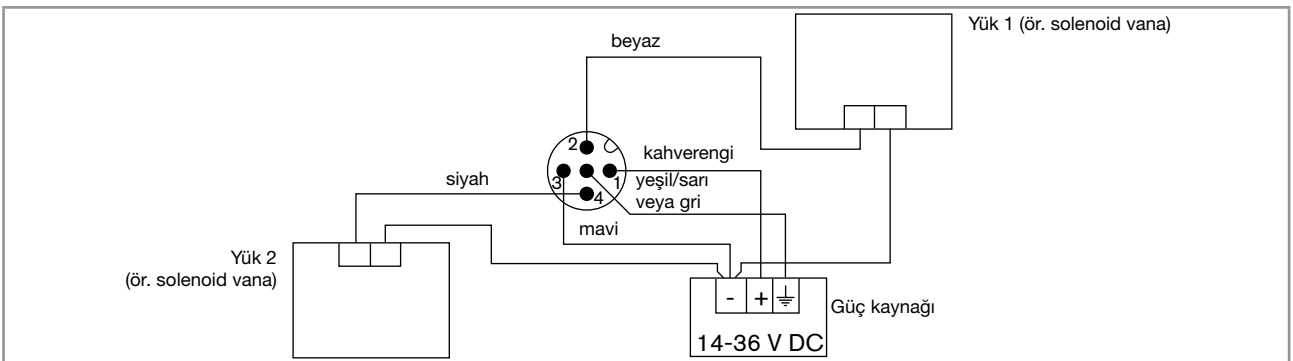 Yük 1 (ör. solenoid vana)
beyaz
2
kahverengi
3
1
yeşil/sarı
veya gri
siyah
4
mavi
Yük 2
(ör. solenoid vana)
- +
Güç kaynağı
14-36 V DC